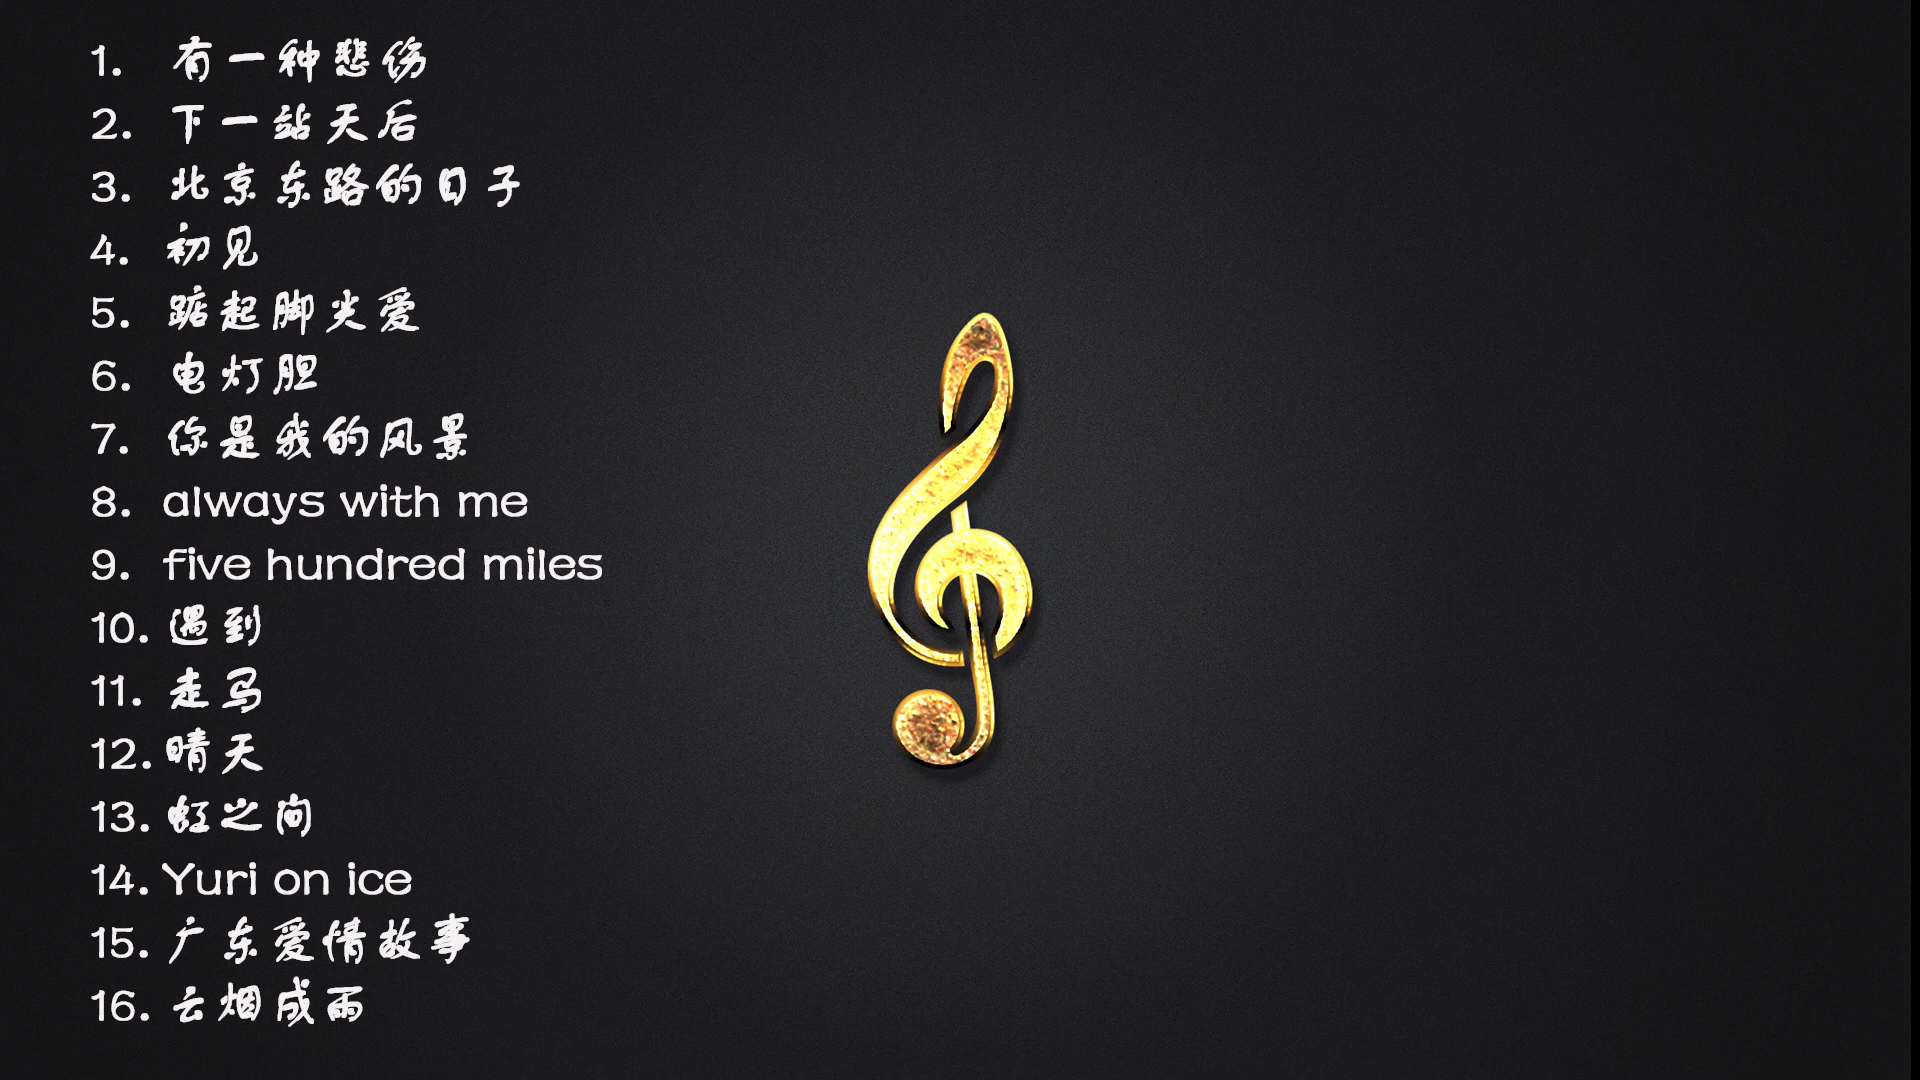 1. 有一种悲伤
2. 下一站天后
3. 北京东路的日子
4. 初见
5. 踮起脚尖爱
6. 电灯胆
7. 你是我的风景
8. always with me
9. five hundred miles
10. 遇到
11. 走马
12. 晴天
13. 虹之间
14. Yuri on ice
15. 广东爱情故事
16. 云烟成雨